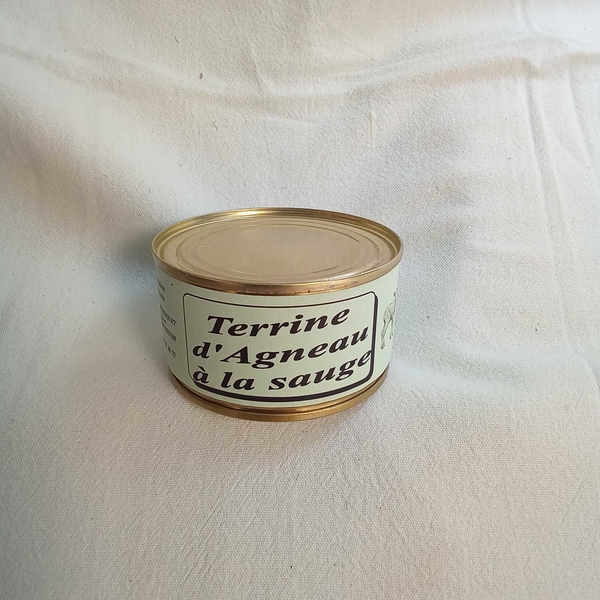 Terrine
d'Agneau
à la sauge